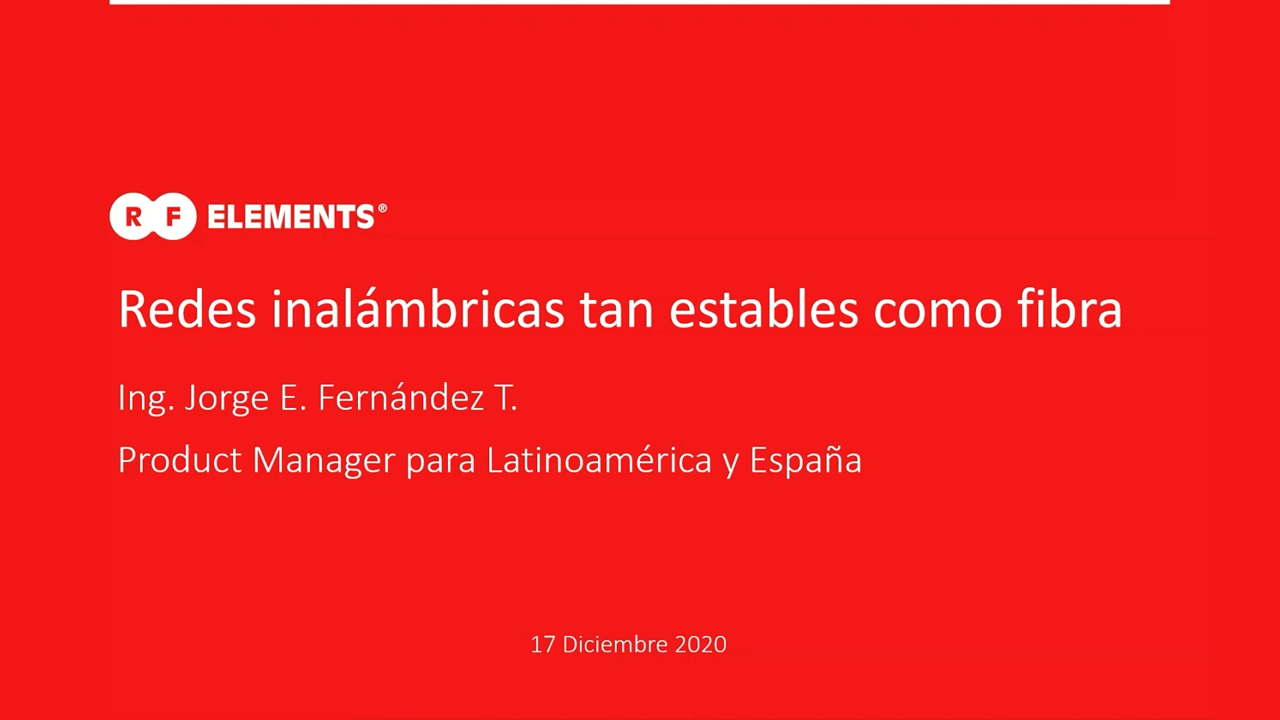 RF ELEMENTS®
Redes inalámbricas tan estables como fibra
Ing. Jorge E. Fernández T.
Product Manager para Latinoamérica y España
17 Diciembre 2020